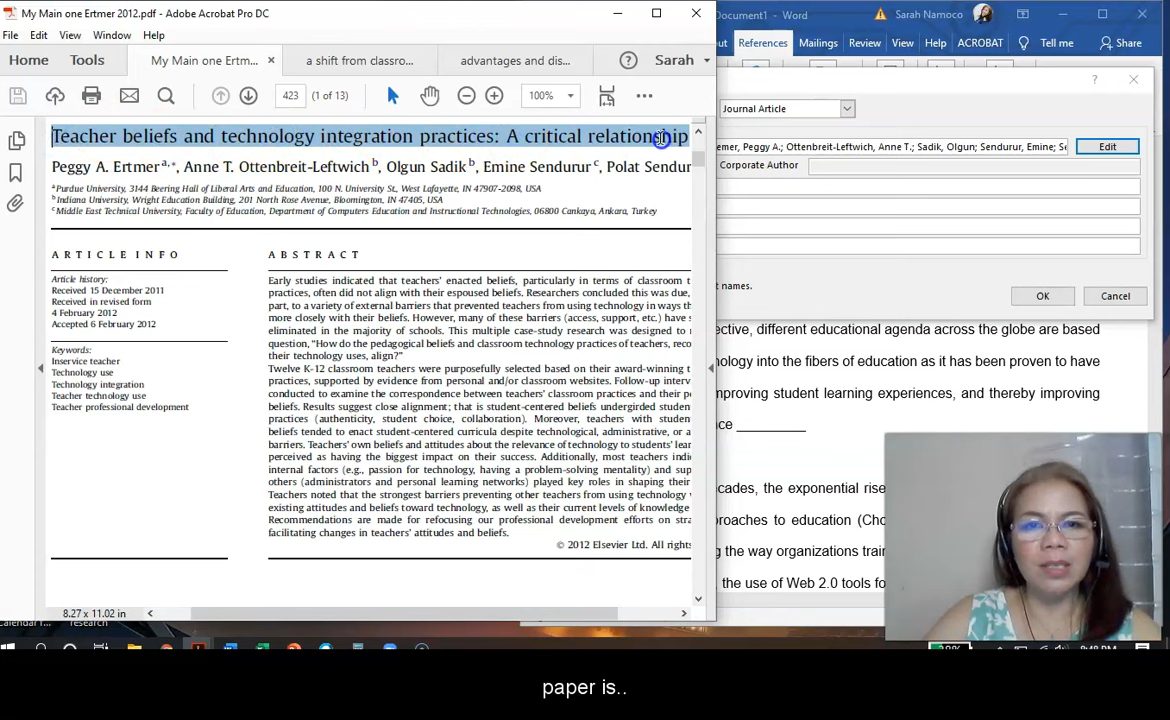 My Main one Ertmer 2012.pdf - Adobe Acrobat Pro DC
Document1 - Word
Sarah Namoco
File Edit View Window Help
References Mailings Review View Help ACROBAT Tell me Share
Home Tools My Main one Ertm... × a shift from classro... advantages and dis... Sarah
423 (1 of 13) 100%
Journal Article
Teacher beliefs and technology integration practices: A critical relationship
Peggy A. Ertmer a,*, Anne T. Ottenbreit-Leftwich b, Olgun Sadik b, Emine Sendurur c, Polat Sendur
emer, Peggy A.; Ottenbreit-Leftwich, Anne T.; Sadik, Olgun; Sendurur, Emine; Se
Edit
Corporate Author
a Purdue University, 3144 Beering Hall of Liberal Arts and Education, 100 N. University St., West Lafayette, IN 47907-2098, USA
b Indiana University, Wright Education Building, 201 North Rose Avenue, Bloomington, IN 47405, USA
c Middle East Technical University, Faculty of Education, Department of Computers Education and Instructional Technologies, 06800 Cankaya, Ankara, Turkey
ARTICLE INFO
Article history:
Received 15 December 2011
Received in revised form
4 February 2012
Accepted 6 February 2012
Keywords:
Inservice teacher
Technology use
Technology integration
Teacher technology use
Teacher professional development
ABSTRACT
Early studies indicated that teachers' enacted beliefs, particularly in terms of classroom t
practices, often did not align with their espoused beliefs. Researchers concluded this was due,
part, to a variety of external barriers that prevented teachers from using technology in ways th
more closely with their beliefs. However, many of these barriers (access, support, etc.) have
eliminated in the majority of schools. This multiple case-study research was designed to
question, "How do the pedagogical beliefs and classroom technology practices of teachers, reco
their technology uses, align?"
Twelve K-12 classroom teachers were purposefully selected based on their award-winning t
practices, supported by evidence from personal and/or classroom websites. Follow-up interv
conducted to examine the correspondence between teachers' classroom practices and their pe
beliefs. Results suggest close alignment; that is student-centered beliefs undergirded studen
practices (authenticity, student choice, collaboration). Moreover, teachers with student
beliefs tended to enact student-centered curricula despite technological, administrative, or a
barriers. Teachers' own beliefs and attitudes about the relevance of technology to students' lear
perceived as having the biggest impact on their success. Additionally, most teachers indic
internal factors (e.g., passion for technology, having a problem-solving mentality) and sup
others (administrators and personal learning networks) played key roles in shaping their
Teachers noted that the strongest barriers preventing other teachers from using technology
existing attitudes and beliefs toward technology, as well as their current levels of knowledge
Recommendations are made for refocusing our professional development efforts on stra
facilitating changes in teachers' attitudes and beliefs.
© 2012 Elsevier Ltd. All rights
8.27 x 11.02 in
t names.
OK Cancel
ective, different educational agenda across the globe are based
nology into the fibers of education as it has been proven to have
mproving student learning experiences, and thereby improving
nce __________
cades, the exponential rise
roaches to education (Cho
g the way organizations train
, the use of Web 2.0 tools fo
research
paper is..